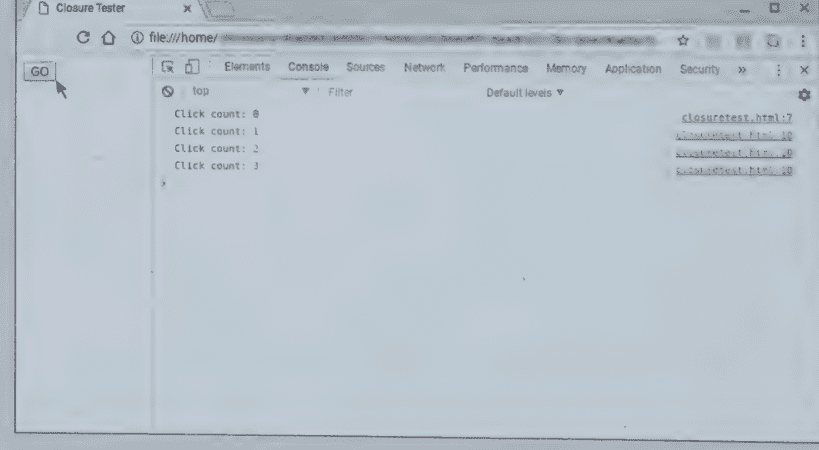 Closure Tester
file:///home/
GO
Elements Console Sources Network Performance Memory Application Security »
top Filter Default levels
Click count: 0 closuretest.html:7
Click count: 1
Click count: 2
Click count: 3